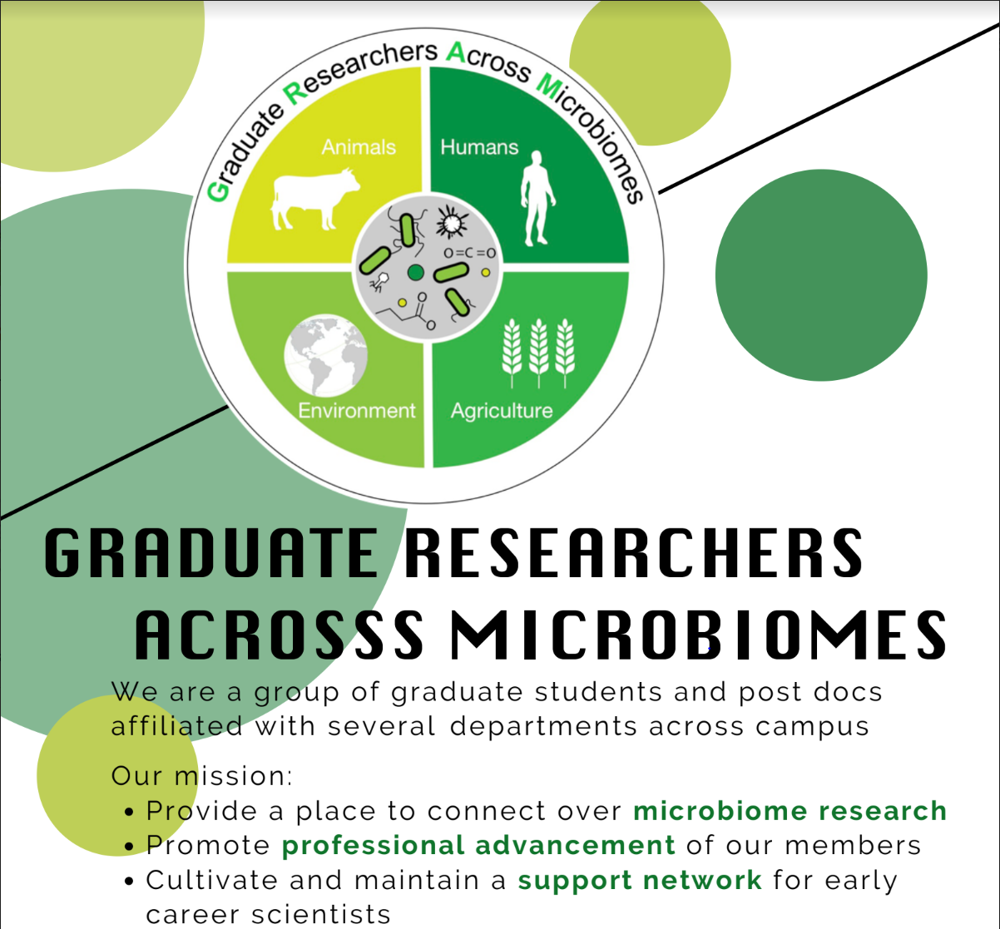 Graduate Researchers Across Microbiomes
Animals
Humans
O=C=O
O
O
Environment
Agriculture
GRADUATE RESEARCHERS
ACROSSS MICROBIOMES
We are a group of graduate students and post docs
affiliated with several departments across campus
Our mission:
• Provide a place to connect over microbiome research
• Promote professional advancement of our members
• Cultivate and maintain a support network for early
career scientists